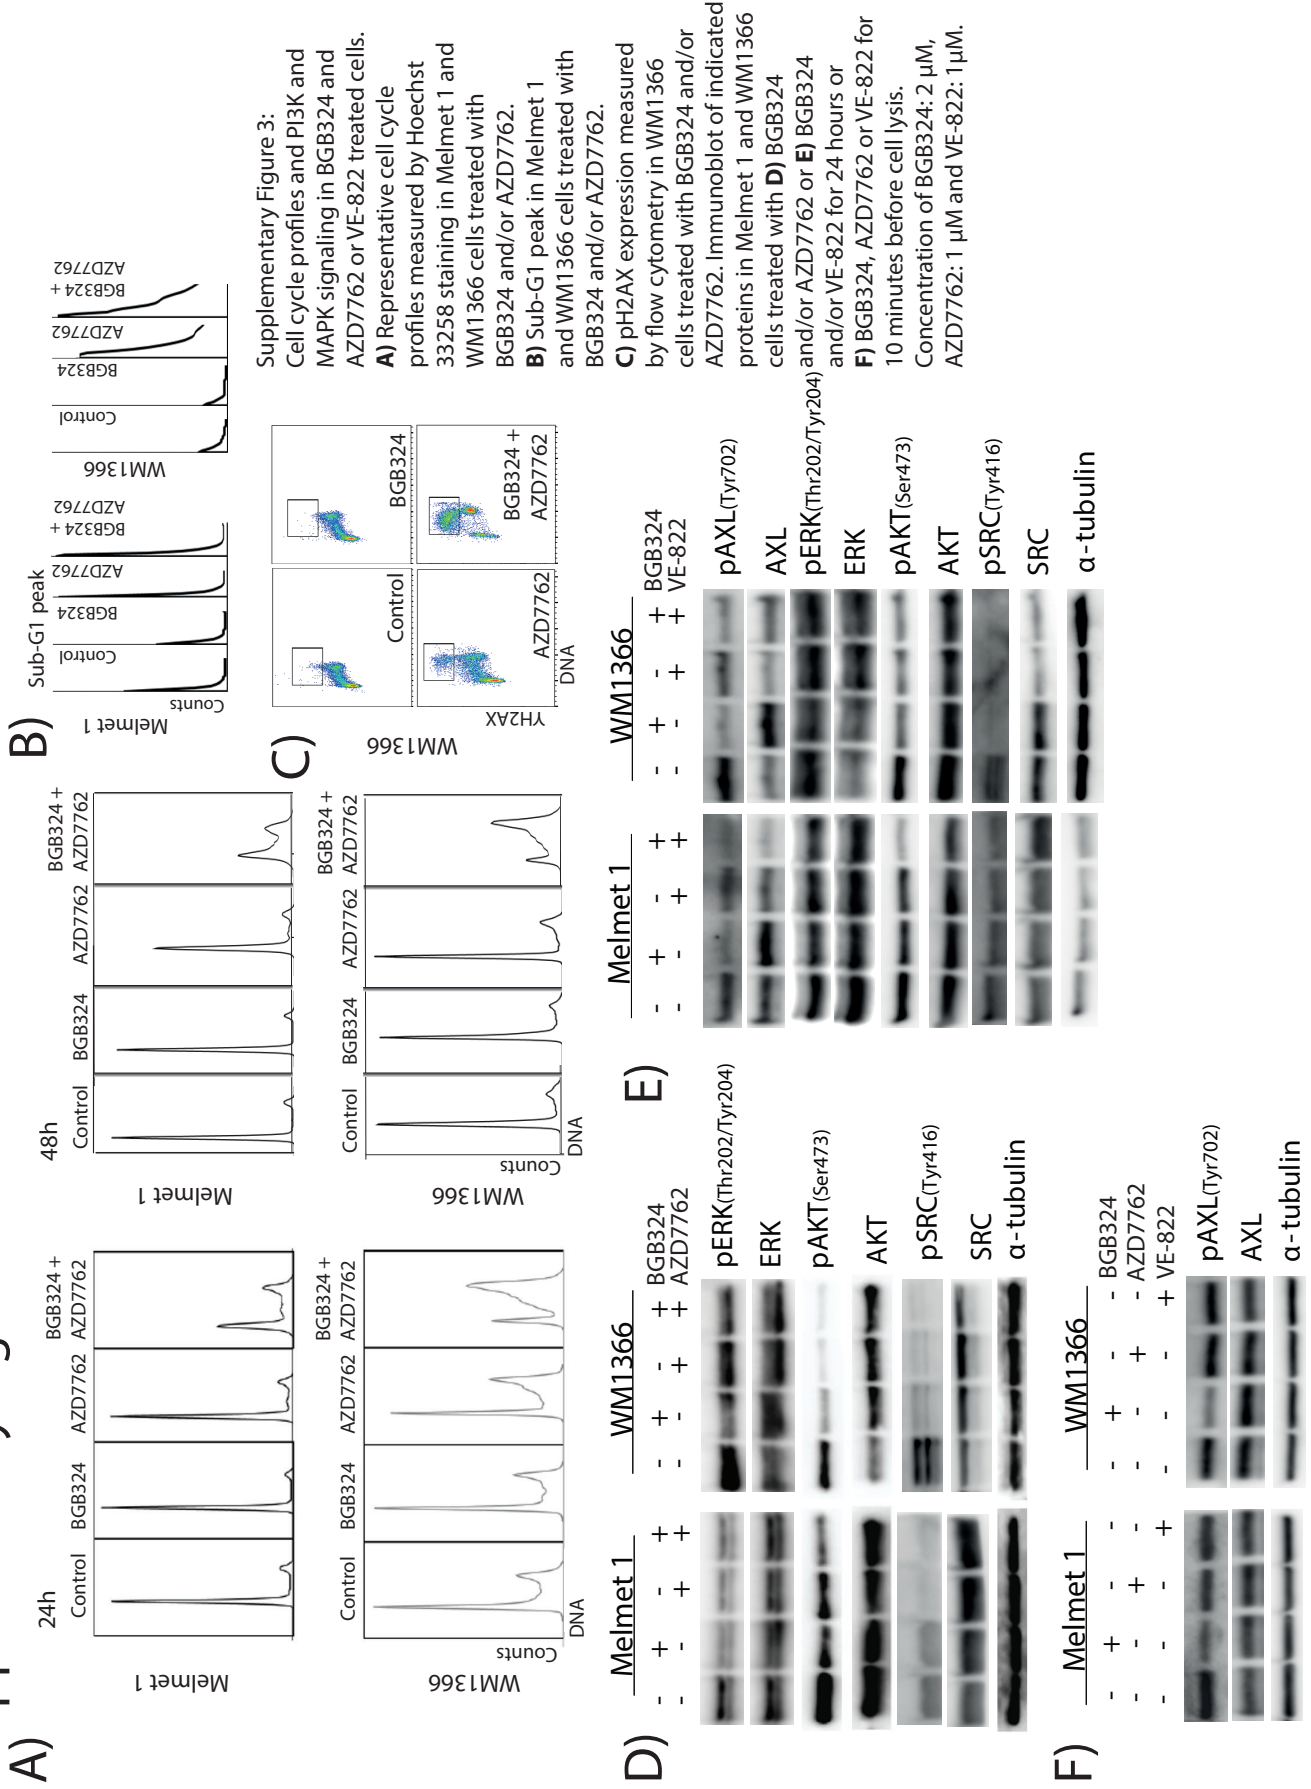 A)
24h
Control
BGB324
AZD7762
BGB324 +
AZD7762
Melmet 1
Control
BGB324
AZD7762
BGB324 +
AZD7762
WM1366
Counts
DNA
48h
Control
BGB324
AZD7762
BGB324 +
AZD7762
Melmet 1
Control
BGB324
AZD7762
BGB324 +
AZD7762
WM1366
Counts
DNA
B)
Sub-G1 peak
Control
BGB324
AZD7762
BGB324 +
AZD7762
Melmet 1
Counts
Control
BGB324
AZD7762
BGB324 +
AZD7762
WM1366
C)
WM1366
YH2AX
Control
BGB324
AZD7762
BGB324 +
AZD7762
DNA
Supplementary Figure 3:
Cell cycle profiles and PI3K and
MAPK signaling in BGB324 and
AZD7762 or VE-822 treated cells.
A) Representative cell cycle
profiles measured by Hoechst
33258 staining in Melmet 1 and
WM1366 cells treated with
BGB324 and/or AZD7762.
B) Sub-G1 peak in Melmet 1
and WM1366 cells treated with
BGB324 and/or AZD7762.
C) pH2AX expression measured
by flow cytometry in WM1366
cells treated with BGB324 and/or
AZD7762. Immunoblot of indicated
proteins in Melmet 1 and WM1366
cells treated with D) BGB324
and/or AZD7762 or E) BGB324
and/or VE-822 for 24 hours or
F) BGB324, AZD7762 or VE-822 for
10 minutes before cell lysis.
Concentration of BGB324: 2 µM,
AZD7762: 1 µM and VE-822: 1µM.
D)
Melmet 1 WM1366
- + - + - + - + BGB324
- - + + - - + + AZD7762
pERK(Thr202/Tyr204)
ERK
pAKT(Ser473)
AKT
pSRC(Tyr416)
SRC
α-tubulin
E)
Melmet 1 WM1366
- + - + - + - + BGB324
- - + + - - + + VE-822
pAXL(Tyr702)
AXL
pERK(Thr202/Tyr204)
ERK
pAKT(Ser473)
AKT
pSRC(Tyr416)
SRC
α-tubulin
F)
Melmet 1 WM1366
- + - - - + - - BGB324
- - + - - - + - AZD7762
- - - + - - - + VE-822
pAXL(Tyr702)
AXL
α-tubulin